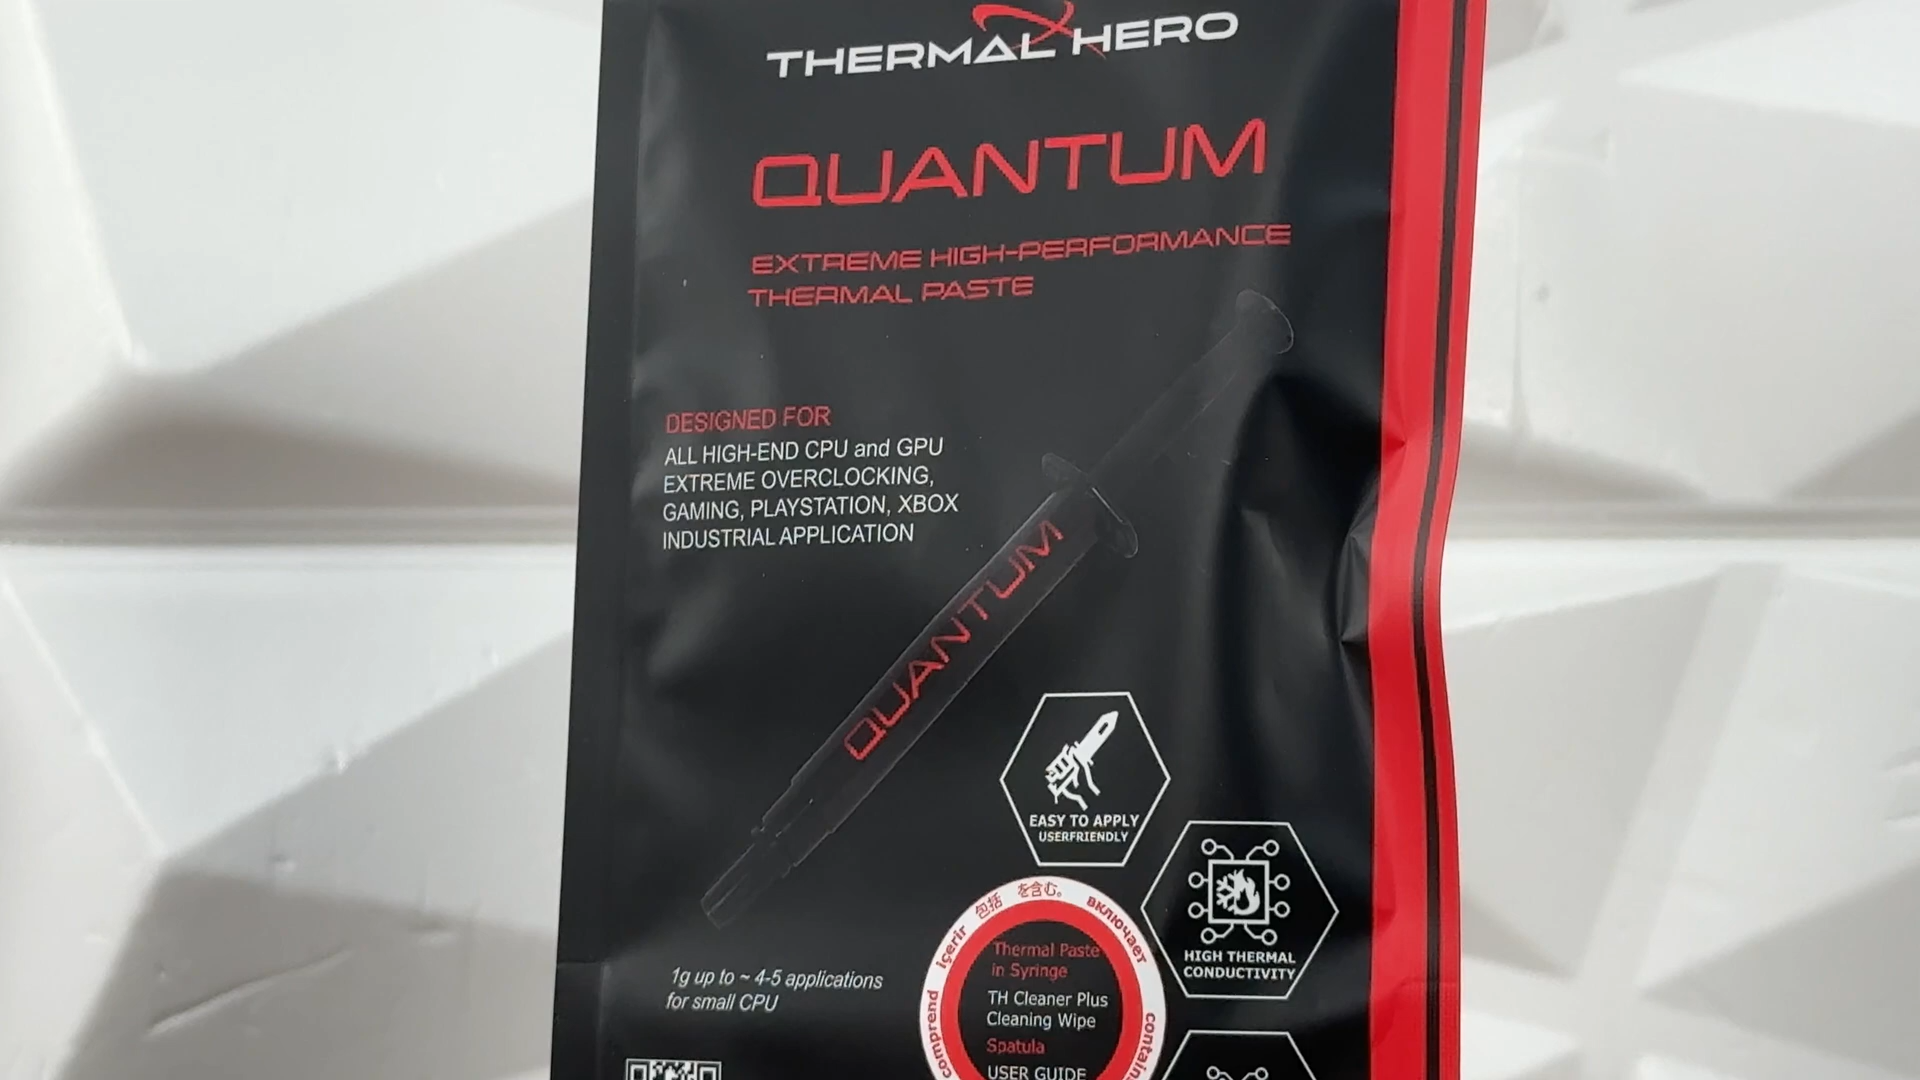 THERMAL HERO
QUANTUM
EXTREME HIGH-PERFORMANCE
THERMAL PASTE
DESIGNED FOR
ALL HIGH-END CPU and GPU
EXTREME OVERCLOCKING,
GAMING, PLAYSTATION, XBOX
INDUSTRIAL APPLICATION
QUANTUM
EASY TO APPLY
USERFRIENDLY
HIGH THERMAL
CONDUCTIVITY
1g up to ~ 4-5 applications
for small CPU
comprend
içerir
包括
を含む。
включает
contains
Thermal Paste
in Syringe
TH Cleaner Plus
Cleaning Wipe
Spatula
USER GUIDE